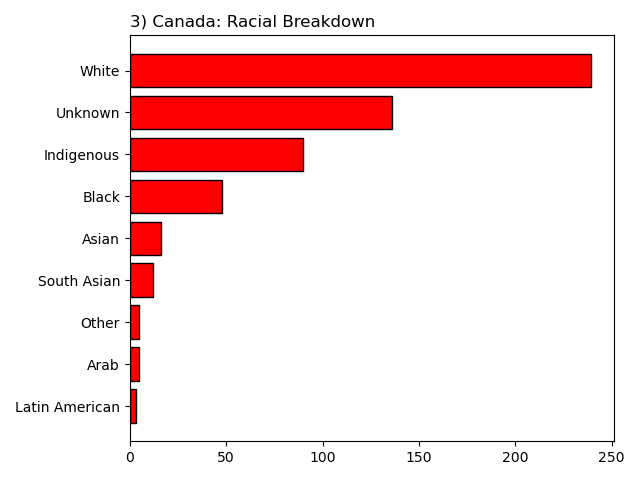 3) Canada: Racial Breakdown
White
Unknown
Indigenous
Black
Asian
South Asian
Other
Arab
Latin American
0 50 100 150 200 250